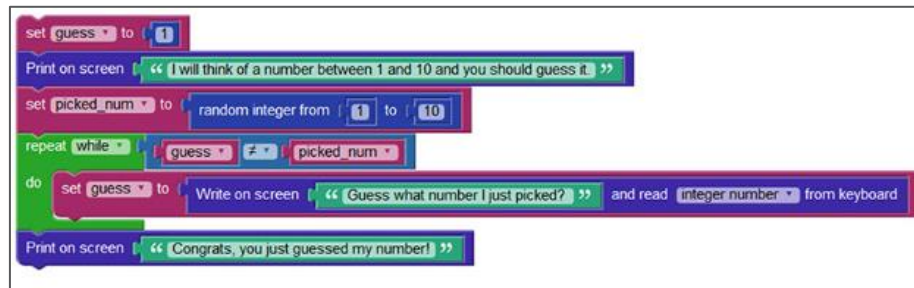 set guess to 1
Print on screen “ I will think of a number between 1 and 10 and you should guess it. ”
set picked_num to random integer from 1 to 10
repeat while guess ≠ picked_num
do set guess to Write on screen “ Guess what number I just picked? ” and read integer number from keyboard
Print on screen “ Congrats, you just guessed my number! ”